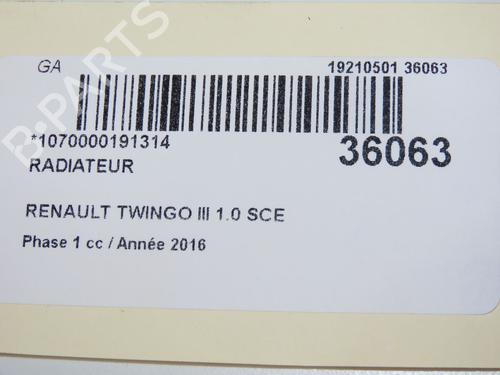 GA 19210501 36063
*1070000191314 36063
RADIATEUR
RENAULT TWINGO III 1.0 SCE
Phase 1 cc / Année 2016
B-PARTS